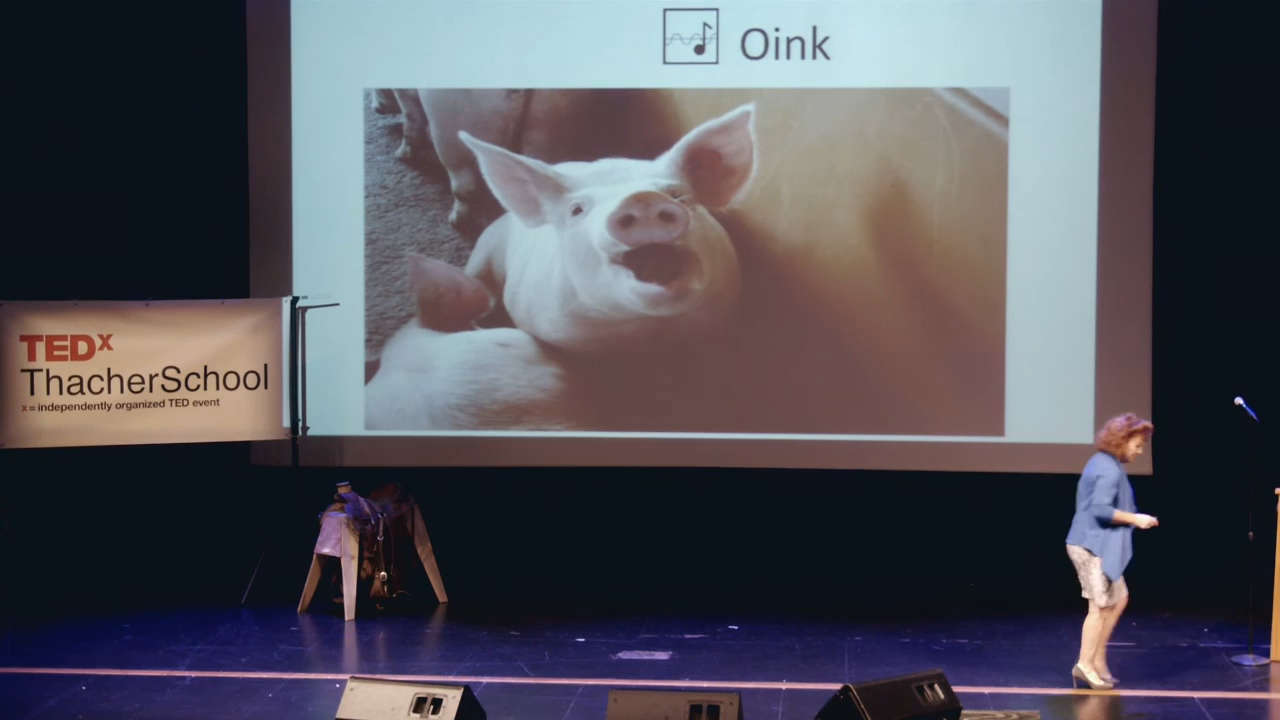 Oink
TEDx
ThacherSchool
x = independently organized TED event